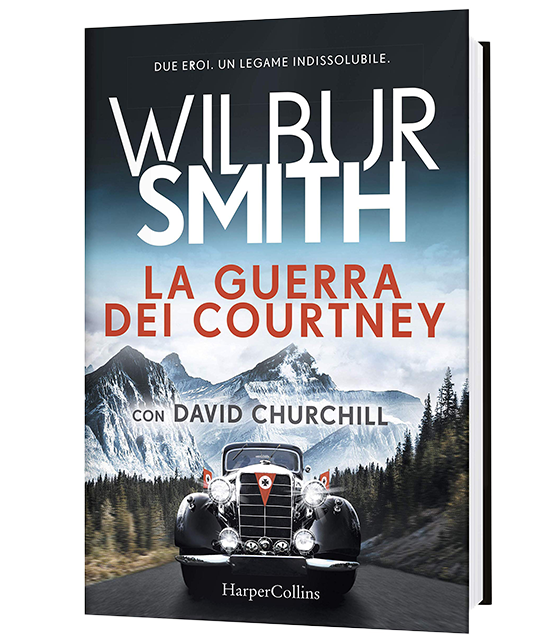 DUE EROI. UN LEGAME INDISSOLUBILE.
WILBUR
SMITH
LA GUERRA
DEI COURTNEY
CON DAVID CHURCHILL
HarperCollins